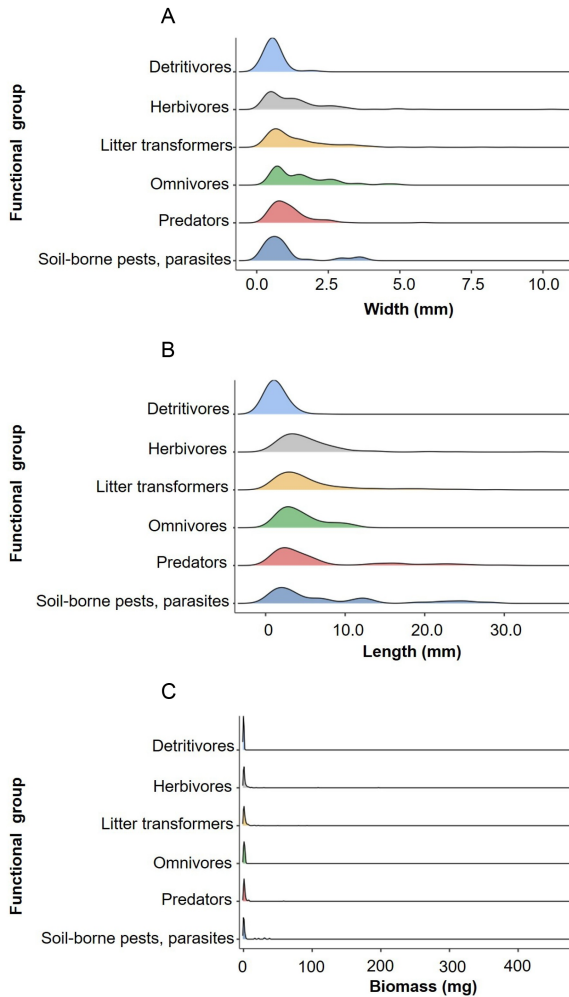 A
Functional group
Detritivores
Herbivores
Litter transformers
Omnivores
Predators
Soil-borne pests, parasites
0.0 2.5 5.0 7.5 10.0
Width (mm)
B
Functional group
Detritivores
Herbivores
Litter transformers
Omnivores
Predators
Soil-borne pests, parasites
0 10.0 20.0 30.0
Length (mm)
C
Functional group
Detritivores
Herbivores
Litter transformers
Omnivores
Predators
Soil-borne pests, parasites
0 100 200 300 400
Biomass (mg)